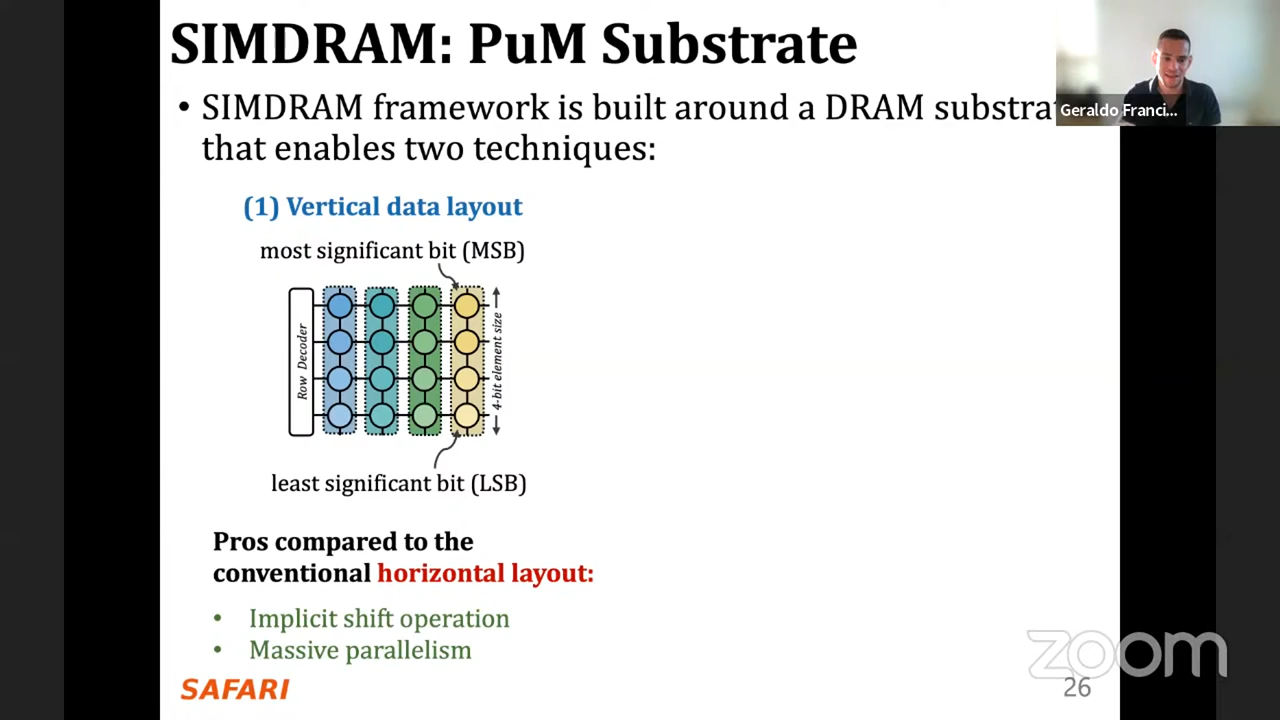 SIMDRAM: PuM Substrate
Geraldo Franci...
• SIMDRAM framework is built around a DRAM
that enables two techniques:
(1) Vertical data layout
most significant bit (MSB)
Row Decoder
4-bit element size
least significant bit (LSB)
Pros compared to the
conventional horizontal layout:
• Implicit shift operation
• Massive parallelism
SAFARI
zoom
26